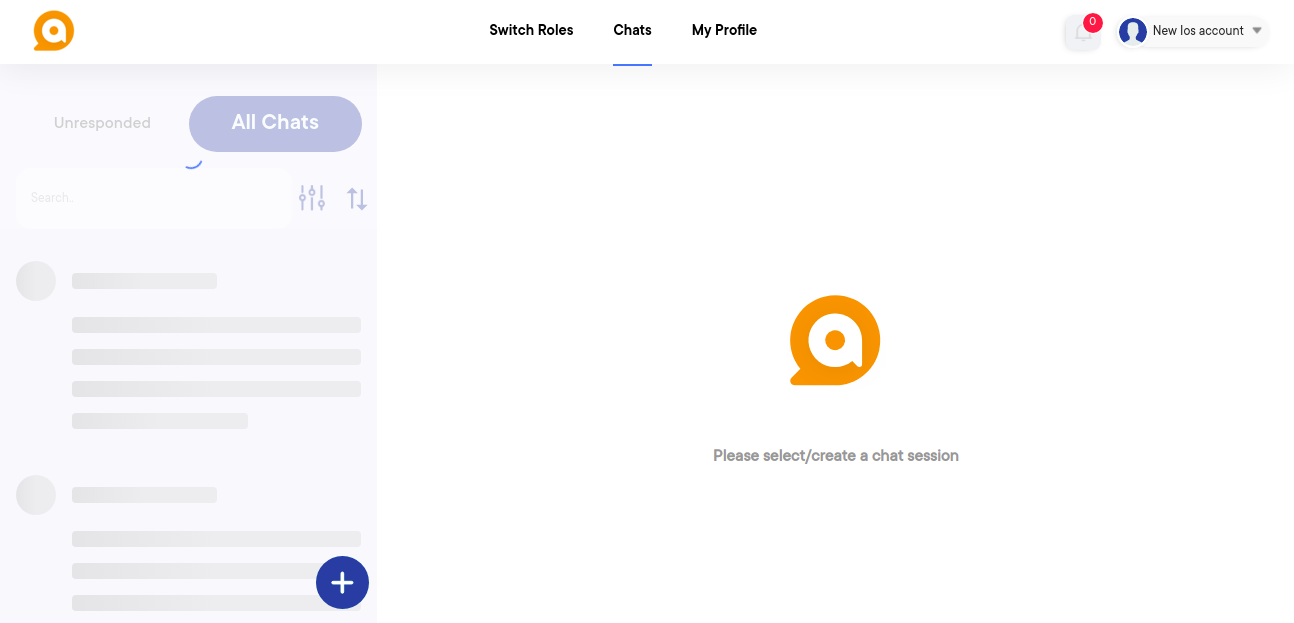 Switch Roles
Chats
My Profile
0
New Ios account
Unresponded
All Chats
Search..
Please select/create a chat session